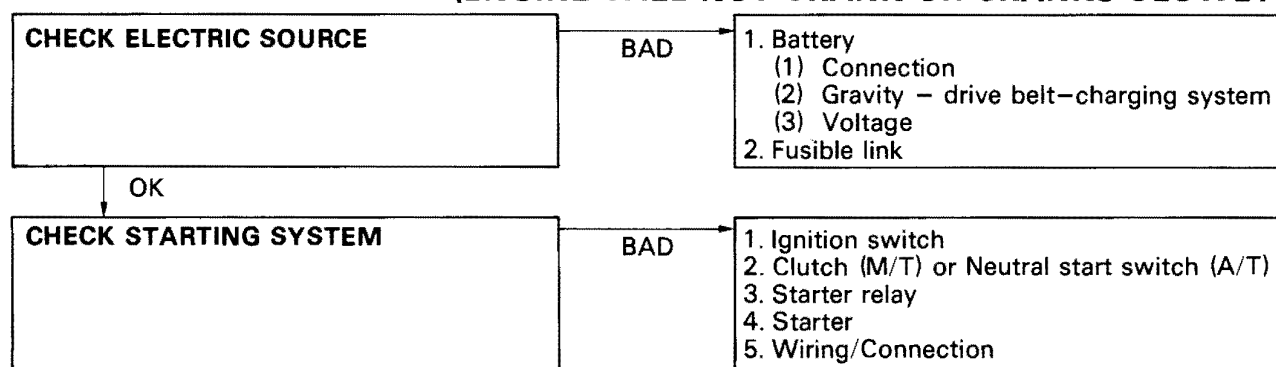 CHECK ELECTRIC SOURCE
BAD
1. Battery
(1) Connection
(2) Gravity – drive belt–charging system
(3) Voltage
2. Fusible link
OK
CHECK STARTING SYSTEM
BAD
1. Ignition switch
2. Clutch (M/T) or Neutral start switch (A/T)
3. Starter relay
4. Starter
5. Wiring/Connection